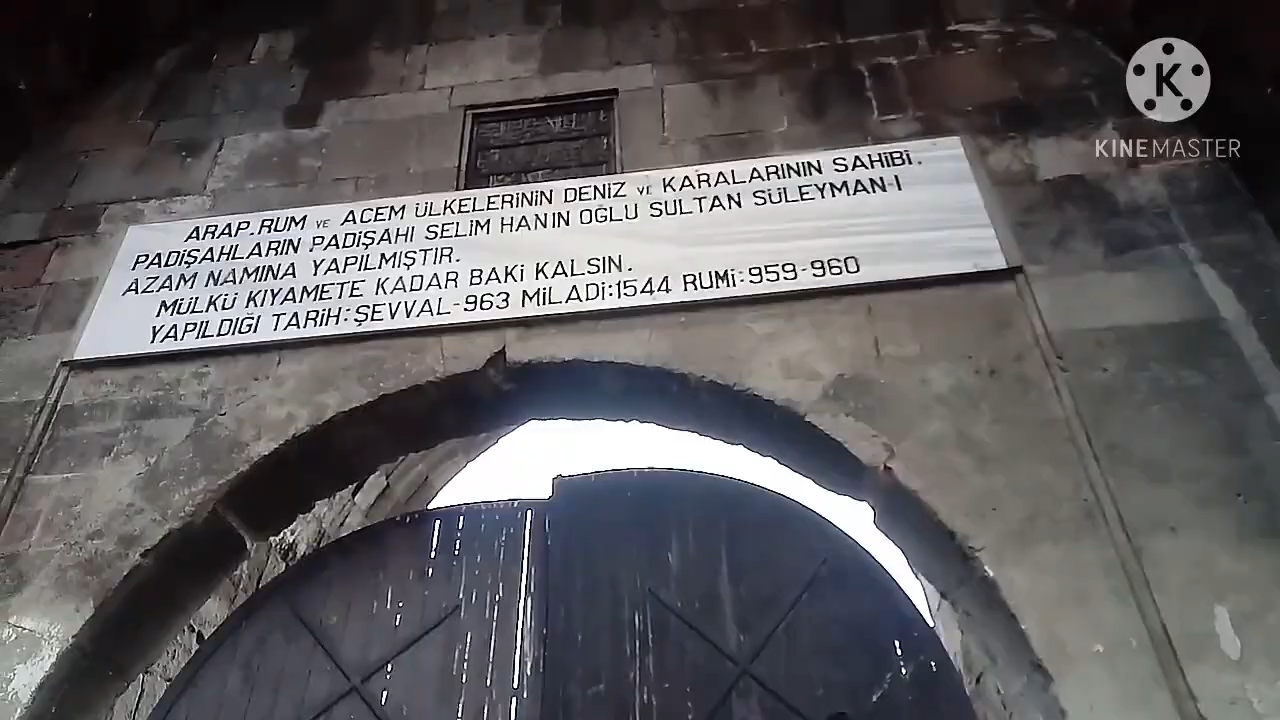 ARAP.RUM VE ACEM ÜLKELERİNİN DENİZ VE KARALARININ SAHİBİ.
PADİŞAHLARIN PADİŞAHI SELİM HANIN OĞLU SULTAN SÜLEYMAN-I
AZAM NAMINA YAPILMIŞTIR.
MÜLKÜ KIYAMETE KADAR BAKİ KALSIN.
YAPILDIĞI TARİH:ŞEVVAL-963 MİLADİ:1544 RUMİ:959-960
KINEMASTER